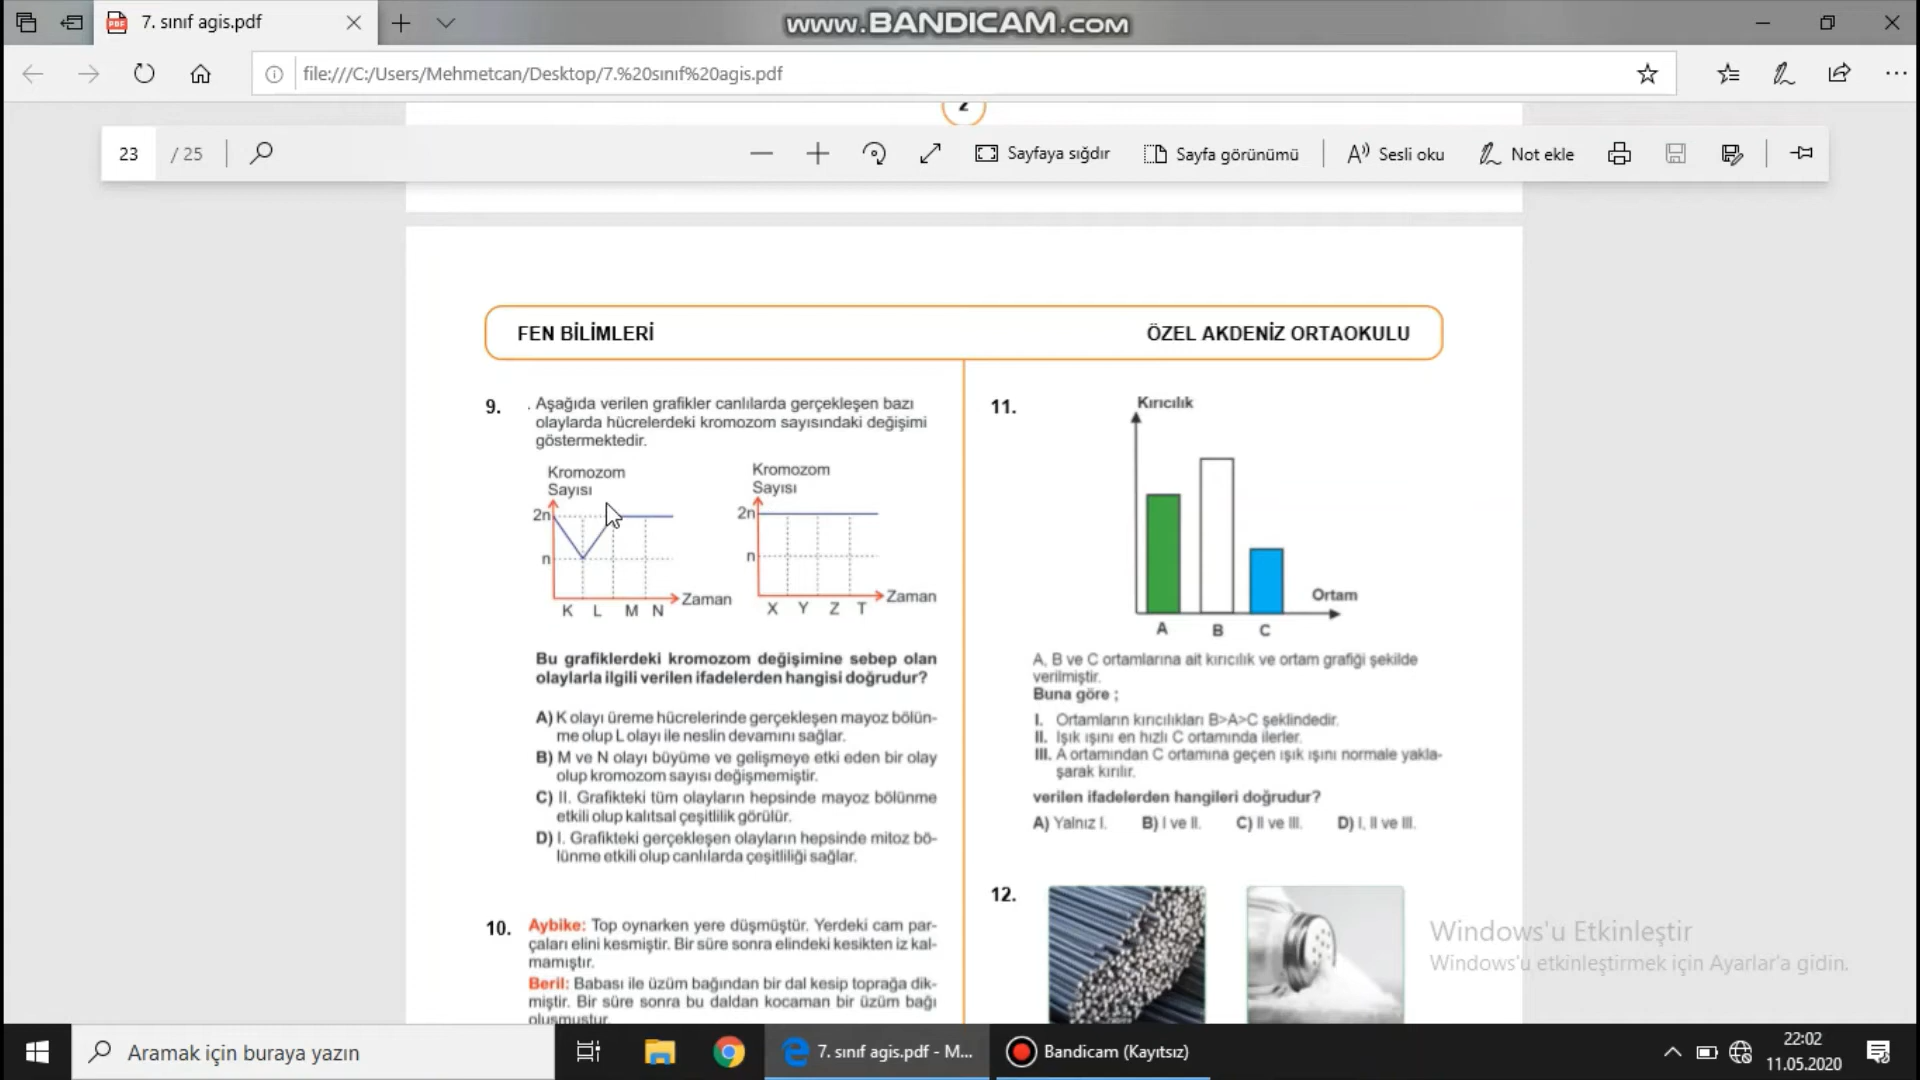 7. sınıf agis.pdf
www.BANDICAM.com
file:///C:/Users/Mehmetcan/Desktop/7.%20sınıf%20agis.pdf
2
23 / 25
Sayfaya sığdır
Sayfa görünümü
Sesli oku
Not ekle
FEN BİLİMLERİ
ÖZEL AKDENİZ ORTAOKULU
9. . Aşağıda verilen grafikler canlılarda gerçekleşen bazı
olaylarda hücrelerdeki kromozom sayısındaki değişimi
göstermektedir.
Kromozom
Sayısı
2n
n
K L M N
Zaman
Kromozom
Sayısı
2n
n
X Y Z T
Zaman
Bu grafiklerdeki kromozom değişimine sebep olan
olaylarla ilgili verilen ifadelerden hangisi doğrudur?
A) K olayı üreme hücrelerinde gerçekleşen mayoz bölün-
me olup L olayı ile neslin devamını sağlar.
B) M ve N olayı büyüme ve gelişmeye etki eden bir olay
olup kromozom sayısı değişmemiştir.
C) II. Grafikteki tüm olayların hepsinde mayoz bölünme
etkili olup kalıtsal çeşitlilik görülür.
D) I. Grafikteki gerçekleşen olayların hepsinde mitoz bö-
lünme etkili olup canlılarda çeşitliliği sağlar.
10. Aybike: Top oynarken yere düşmüştür. Yerdeki cam par-
çaları elini kesmiştir. Bir süre sonra elindeki kesikten iz kal-
mamıştır.
Beril: Babası ile üzüm bağından bir dal kesip toprağa dik-
miştir. Bir süre sonra bu daldan kocaman bir üzüm bağı
oluşmuştur.
11.
Kırıcılık
Ortam
A B C
A, B ve C ortamlarına ait kırıcılık ve ortam grafiği şekilde
verilmiştir.
Buna göre ;
I. Ortamların kırıcılıkları B>A>C şeklindedir.
II. Işık ışını en hızlı C ortamında ilerler.
III. A ortamından C ortamına geçen ışık ışını normale yakla-
şarak kırılır.
verilen ifadelerden hangileri doğrudur?
A) Yalnız I. B) I ve II. C) II ve III. D) I, II ve III.
12.
Windows'u Etkinleştir
Windows'u etkinleştirmek için Ayarlar'a gidin.
Aramak için buraya yazın
7. sınıf agis.pdf - M...
Bandicam (Kayıtsız)
22:02
11.05.2020